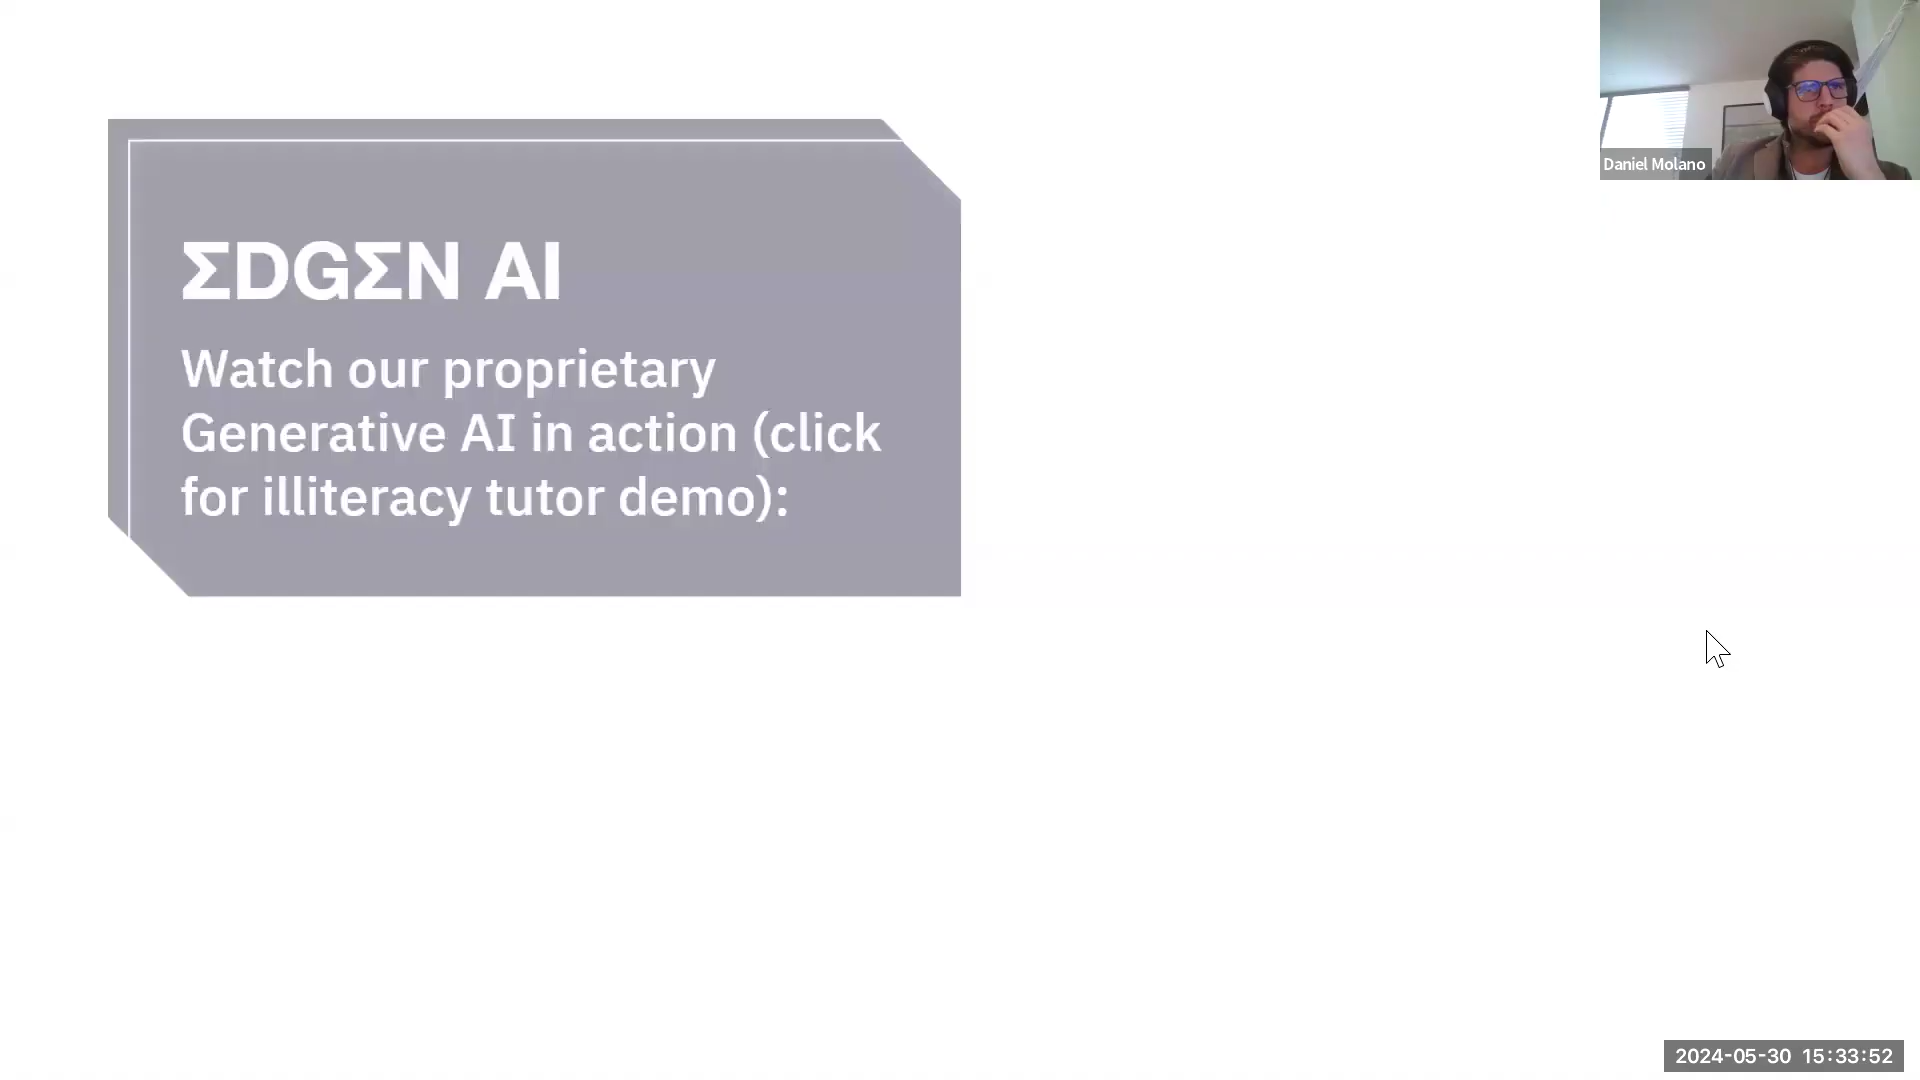 Daniel Molano
ΣDGΣN AI
Watch our proprietary
Generative AI in action (click
for illiteracy tutor demo):
2024-05-30 15:33:52